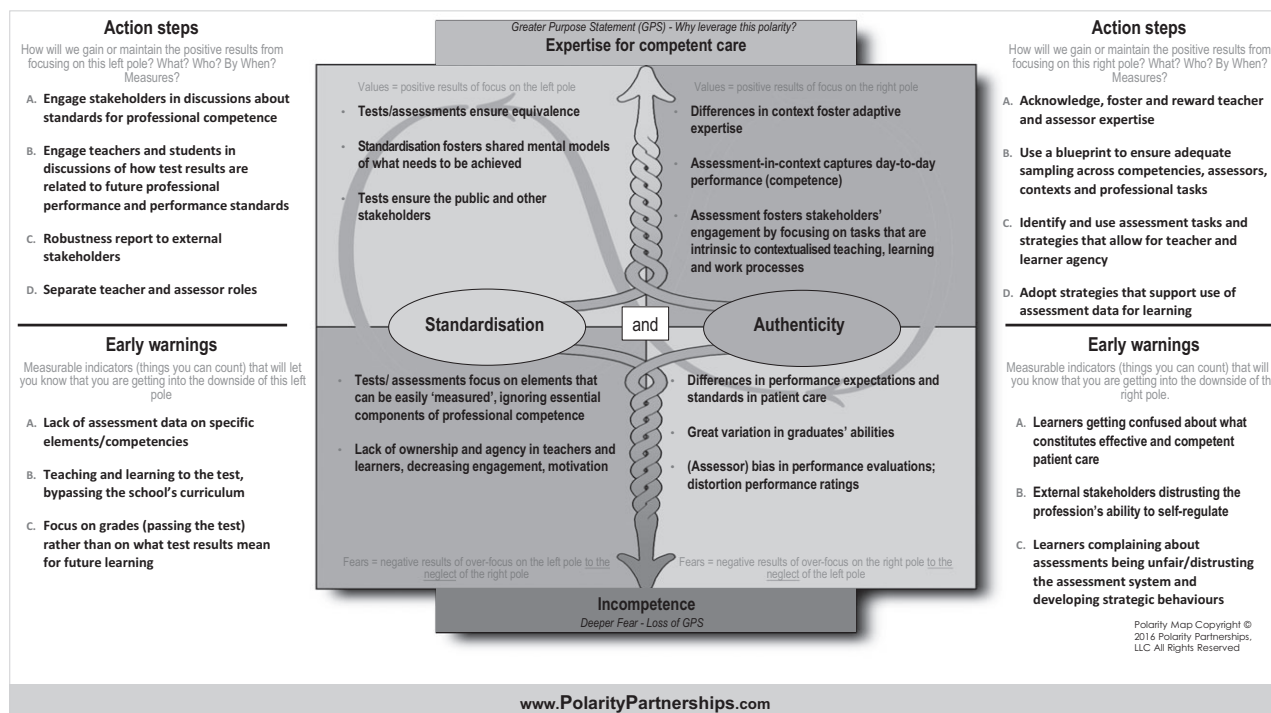 Action steps
How will we gain or maintain the positive results from
focusing on this left pole? What? Who? By When?
Measures?
A. Engage stakeholders in discussions about
standards for professional competence
B. Engage teachers and students in
discussions of how test results are
related to future professional
performance and performance standards
C. Robustness report to external
stakeholders
D. Separate teacher and assessor roles
Early warnings
Measurable indicators (things you can count) that will let
you know that you are getting into the downside of this left
pole
A. Lack of assessment data on specific
elements/competencies
B. Teaching and learning to the test,
bypassing the school's curriculum
C. Focus on grades (passing the test)
rather than on what test results mean
for future learning
Greater Purpose Statement (GPS) - Why leverage this polarity?
Expertise for competent care
Values = positive results of focus on the left pole
• Tests/assessments ensure equivalence
• Standardisation fosters shared mental models
of what needs to be achieved
• Tests ensure the public and other
stakeholders
Values = positive results of focus on the right pole
• Differences in context foster adaptive
expertise
• Assessment-in-context captures day-to-day
performance (competence)
• Assessment fosters stakeholders'
engagement by focusing on tasks that are
intrinsic to contextualised teaching, learning
and work processes
Standardisation
and
Authenticity
• Tests/ assessments focus on elements that
can be easily 'measured', ignoring essential
components of professional competence
• Lack of ownership and agency in teachers and
learners, decreasing engagement, motivation
Fears = negative results of over-focus on the left pole to the
neglect of the right pole
• Differences in performance expectations and
standards in patient care
• Great variation in graduates' abilities
• (Assessor) bias in performance evaluations;
distortion performance ratings
Fears = negative results of over-focus on the right pole to the
neglect of the left pole
Incompetence
Deeper Fear - Loss of GPS
Action steps
How will we gain or maintain the positive results from
focusing on this right pole? What? Who? By When?
Measures?
A. Acknowledge, foster and reward teacher
and assessor expertise
B. Use a blueprint to ensure adequate
sampling across competencies, assessors,
contexts and professional tasks
C. Identify and use assessment tasks and
strategies that allow for teacher and
learner agency
D. Adopt strategies that support use of
assessment data for learning
Early warnings
Measurable indicators (things you can count) that will
you know that you are getting into the downside of th
right pole.
A. Learners getting confused about what
constitutes effective and competent
patient care
B. External stakeholders distrusting the
profession's ability to self-regulate
C. Learners complaining about
assessments being unfair/distrusting
the assessment system and
developing strategic behaviours
Polarity Map Copyright ©
2016 Polarity Partnerships,
LLC All Rights Reserved
www.PolarityPartnerships.com